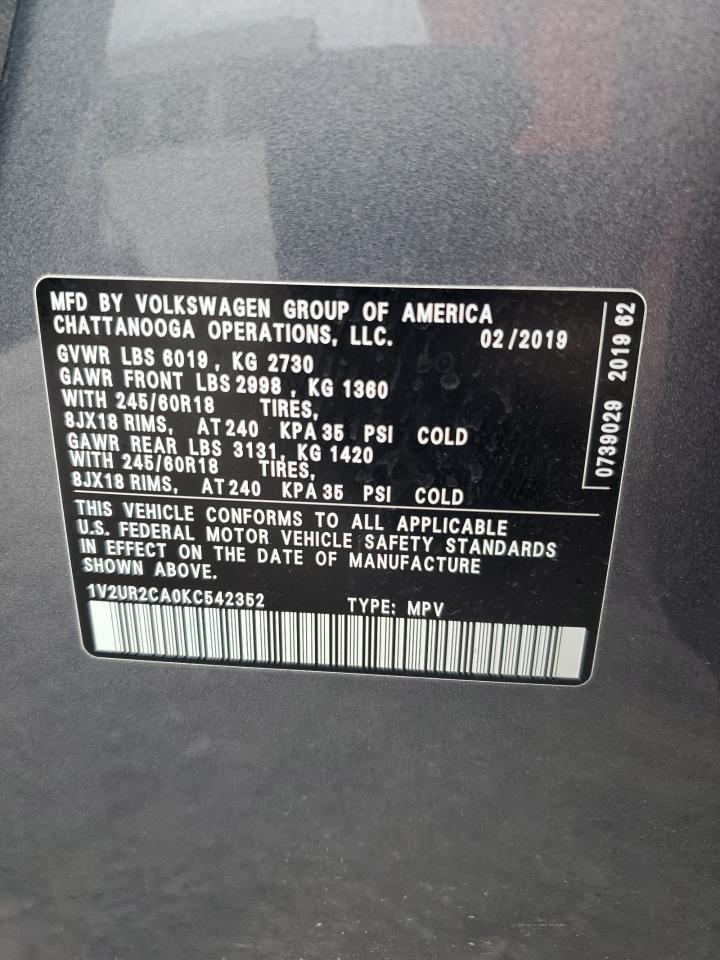 MFD BY VOLKSWAGEN GROUP OF AMERICA
CHATTANOOGA OPERATIONS, LLC. 02/2019
GVWR LBS 6019, KG 2730
GAWR FRONT LBS 2998, KG 1360
WITH 245/60R18 TIRES,
8JX18 RIMS, AT 240 KPA 35 PSI COLD
GAWR REAR LBS 3131, KG 1420
WITH 245/60R18 TIRES,
8JX18 RIMS, AT 240 KPA 35 PSI COLD
THIS VEHICLE CONFORMS TO ALL APPLICABLE
U.S. FEDERAL MOTOR VEHICLE SAFETY STANDARDS
IN EFFECT ON THE DATE OF MANUFACTURE
SHOWN ABOVE.
1V2UR2CA0KC542352 TYPE: MPV
0739029 2019 62